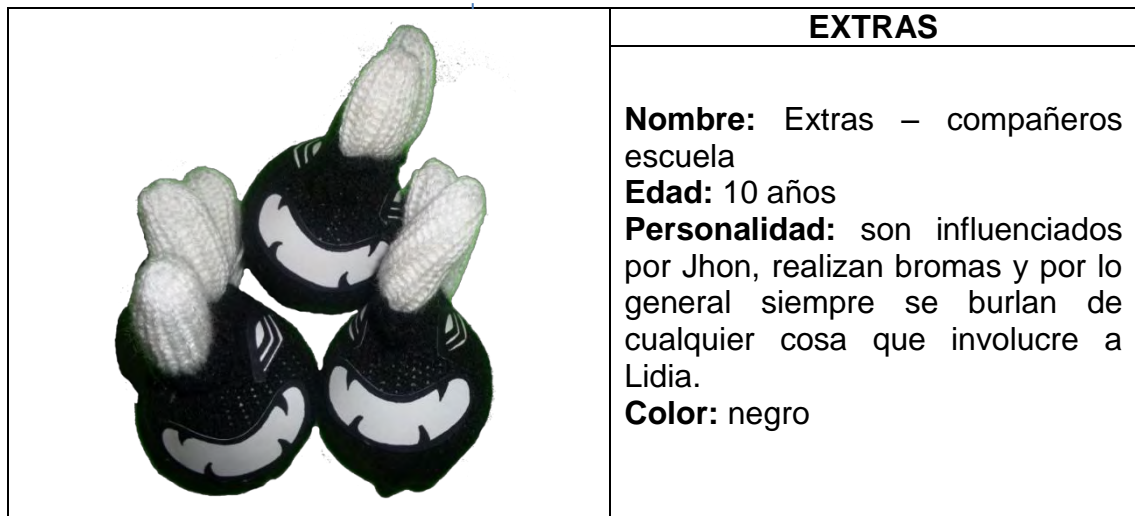 EXTRAS
Nombre: Extras – compañeros
escuela
Edad: 10 años
Personalidad: son influenciados
por Jhon, realizan bromas y por lo
general siempre se burlan de
cualquier cosa que involucre a
Lidia.
Color: negro